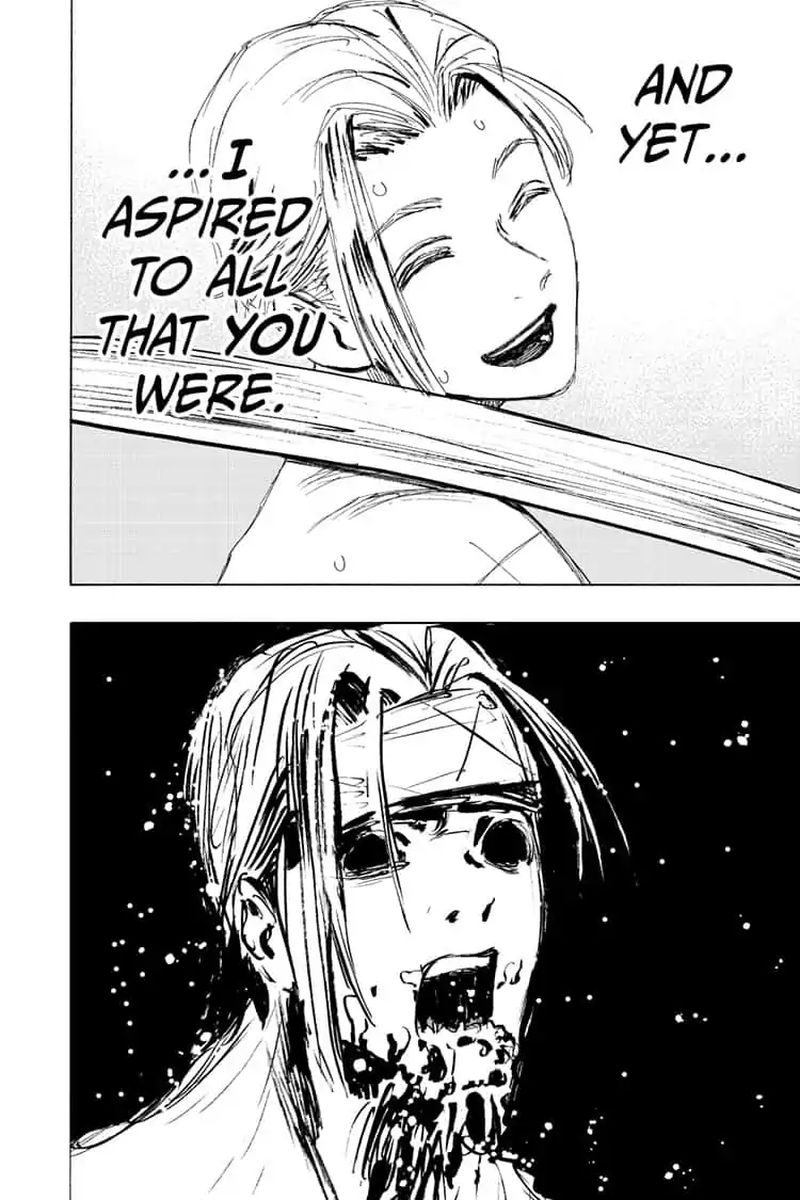 AND
YET...
...I
ASPIRED
TO ALL
THAT YOU
WERE.